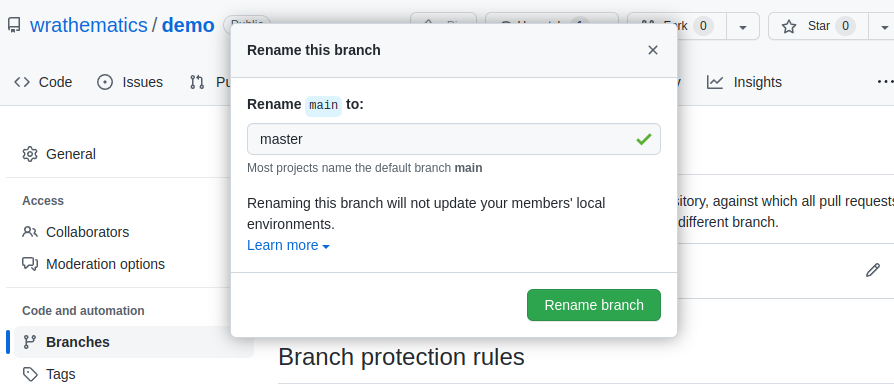 wrathematics / demo Public
Fork 0
Star 0
Code
Issues
Insights
General
Access
Collaborators
Moderation options
Code and automation
Branches
Tags
Rename this branch
Rename main to:
master
Most projects name the default branch main
Renaming this branch will not update your members' local
environments.
Learn more
Rename branch
against which all pull requests
different branch.
Branch protection rules